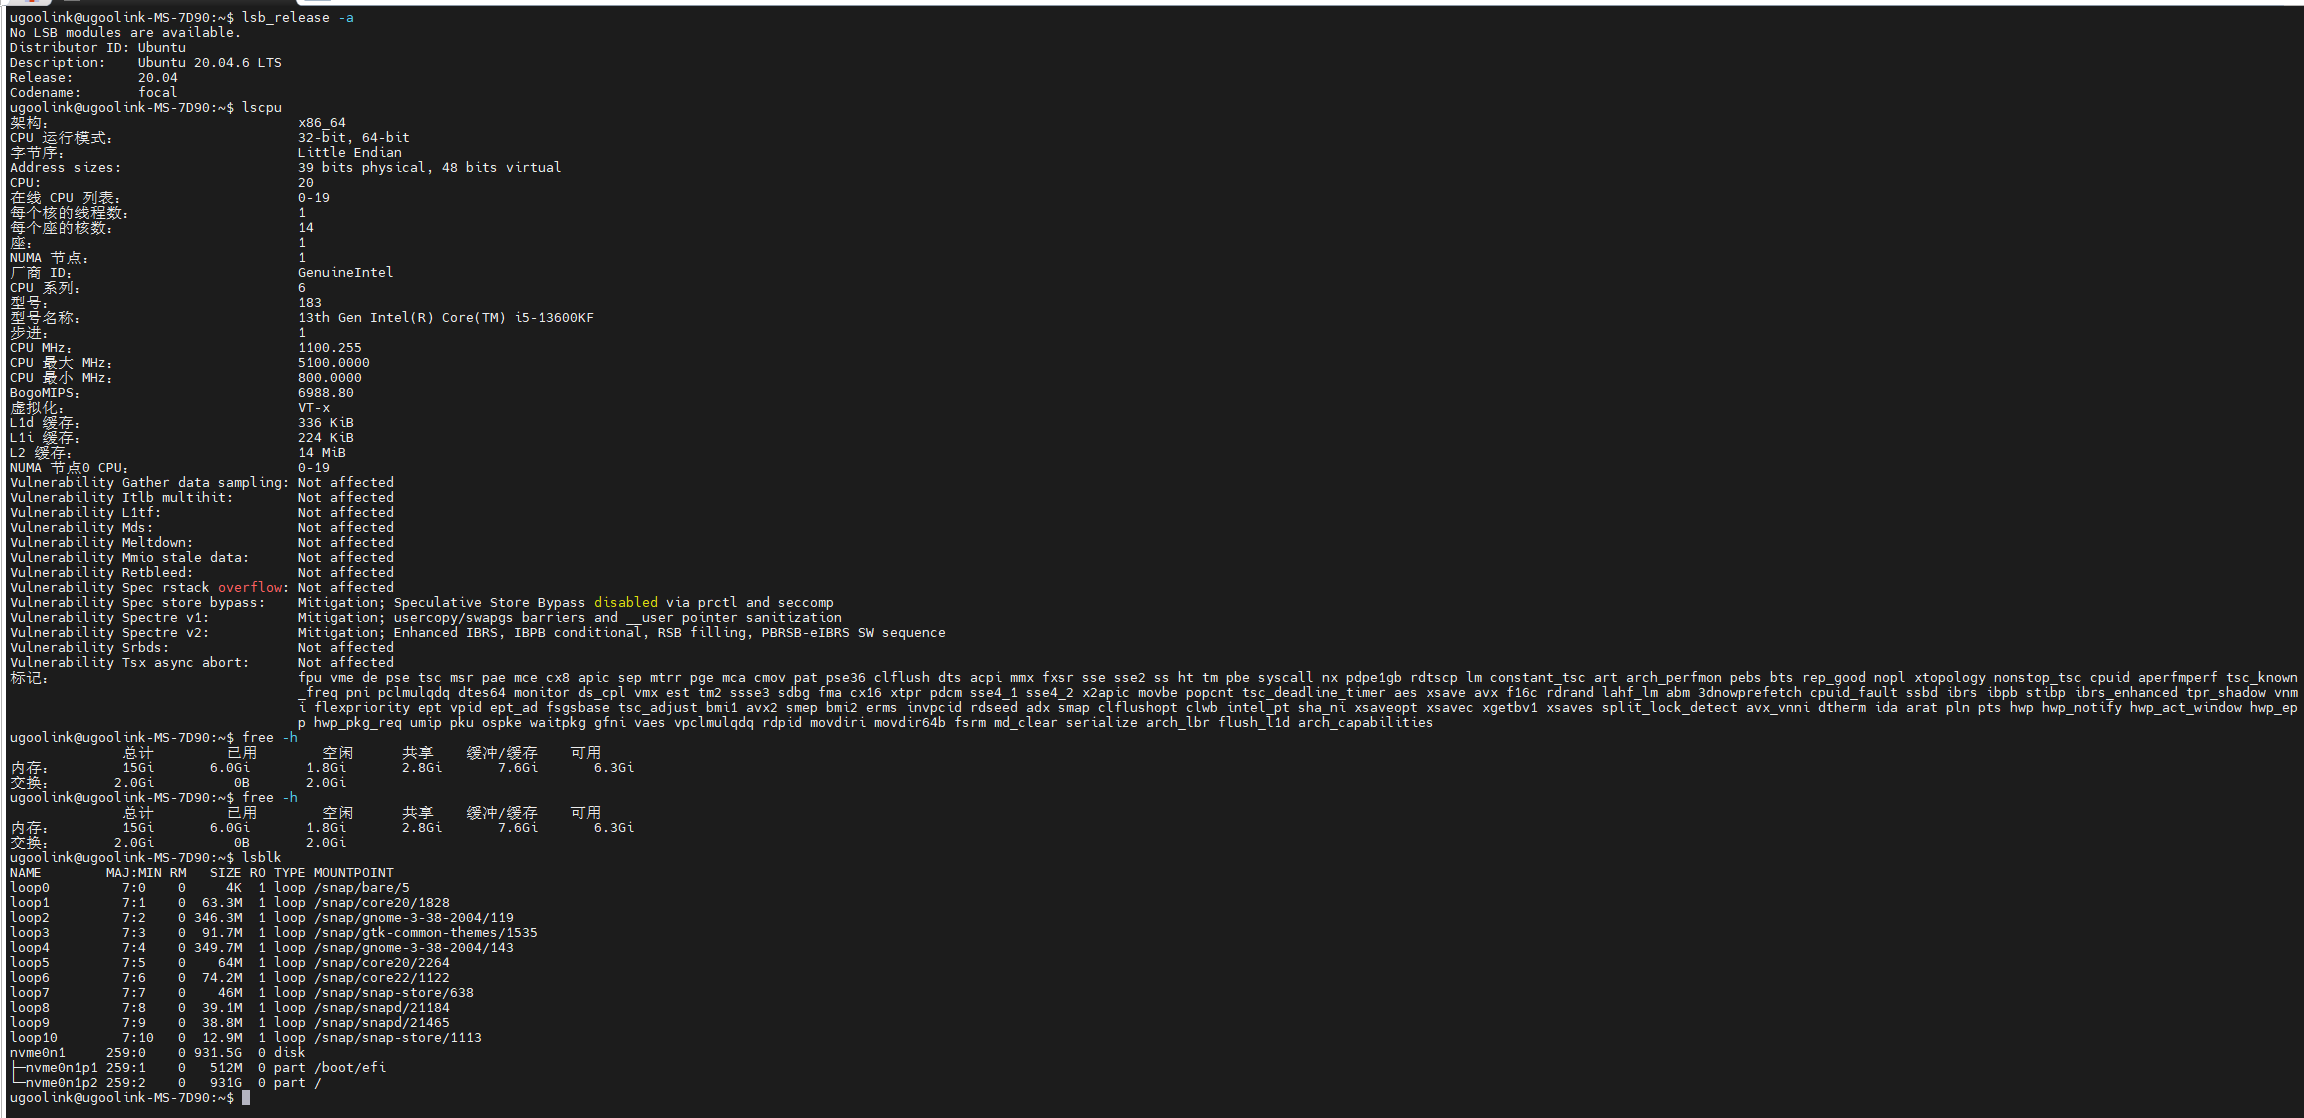 ugoolink@ugoolink-MS-7D90:~$ lsb_release -a
No LSB modules are available.
Distributor ID: Ubuntu
Description:    Ubuntu 20.04.6 LTS
Release:        20.04
Codename:       focal
ugoolink@ugoolink-MS-7D90:~$ lscpu
架构： x86_64
CPU 运行模式： 32-bit, 64-bit
字节序： Little Endian
Address sizes: 39 bits physical, 48 bits virtual
CPU: 20
在线 CPU 列表： 0-19
每个核的线程数： 1
每个座的核数： 14
座： 1
NUMA 节点： 1
厂商 ID： GenuineIntel
CPU 系列： 6
型号： 183
型号名称： 13th Gen Intel(R) Core(TM) i5-13600KF
步进： 1
CPU MHz： 1100.255
CPU 最大 MHz： 5100.0000
CPU 最小 MHz： 800.0000
BogoMIPS： 6988.80
虚拟化： VT-x
L1d 缓存： 336 KiB
L1i 缓存： 224 KiB
L2 缓存： 14 MiB
NUMA 节点0 CPU： 0-19
Vulnerability Gather data sampling: Not affected
Vulnerability Itlb multihit: Not affected
Vulnerability L1tf: Not affected
Vulnerability Mds: Not affected
Vulnerability Meltdown: Not affected
Vulnerability Mmio stale data: Not affected
Vulnerability Retbleed: Not affected
Vulnerability Spec rstack overflow: Not affected
Vulnerability Spec store bypass: Mitigation; Speculative Store Bypass disabled via prctl and seccomp
Vulnerability Spectre v1: Mitigation; usercopy/swapgs barriers and __user pointer sanitization
Vulnerability Spectre v2: Mitigation; Enhanced IBRS, IBPB conditional, RSB filling, PBRSB-eIBRS SW sequence
Vulnerability Srbds: Not affected
Vulnerability Tsx async abort: Not affected
标记： fpu vme de pse tsc msr pae mce cx8 apic sep mtrr pge mca cmov pat pse36 clflush dts acpi mmx fxsr sse sse2 ss ht tm pbe syscall nx pdpe1gb rdtscp lm constant_tsc art arch_perfmon pebs bts rep_good nopl xtopology nonstop_tsc cpuid aperfmperf tsc_known
_freq pni pclmulqdq dtes64 monitor ds_cpl vmx est tm2 ssse3 sdbg fma cx16 xtpr pdcm sse4_1 sse4_2 x2apic movbe popcnt tsc_deadline_timer aes xsave avx f16c rdrand lahf_lm abm 3dnowprefetch cpuid_fault ssbd ibrs ibpb stibp ibrs_enhanced tpr_shadow vnm
i flexpriority ept vpid ept_ad fsgsbase tsc_adjust bmi1 avx2 smep bmi2 erms invpcid rdseed adx smap clflushopt clwb intel_pt sha_ni xsaveopt xsavec xgetbv1 xsaves split_lock_detect avx_vnni dtherm ida arat pln pts hwp hwp_notify hwp_act_window hwp_ep
p hwp_pkg_req umip pku ospke waitpkg gfni vaes vpclmulqdq rdpid movdiri movdir64b fsrm md_clear serialize arch_lbr flush_l1d arch_capabilities
ugoolink@ugoolink-MS-7D90:~$ free -h
总计 已用 空闲 共享 缓冲/缓存 可用
内存： 15Gi 6.0Gi 1.8Gi 2.8Gi 7.6Gi 6.3Gi
交换： 2.0Gi 0B 2.0Gi
ugoolink@ugoolink-MS-7D90:~$ free -h
总计 已用 空闲 共享 缓冲/缓存 可用
内存： 15Gi 6.0Gi 1.8Gi 2.8Gi 7.6Gi 6.3Gi
交换： 2.0Gi 0B 2.0Gi
ugoolink@ugoolink-MS-7D90:~$ lsblk
NAME        MAJ:MIN RM   SIZE RO TYPE MOUNTPOINT
loop0         7:0    0     4K  1 loop /snap/bare/5
loop1         7:1    0  63.3M  1 loop /snap/core20/1828
loop2         7:2    0 346.3M  1 loop /snap/gnome-3-38-2004/119
loop3         7:3    0  91.7M  1 loop /snap/gtk-common-themes/1535
loop4         7:4    0 349.7M  1 loop /snap/gnome-3-38-2004/143
loop5         7:5    0    64M  1 loop /snap/core20/2264
loop6         7:6    0  74.2M  1 loop /snap/core22/1122
loop7         7:7    0    46M  1 loop /snap/snap-store/638
loop8         7:8    0  39.1M  1 loop /snap/snapd/21184
loop9         7:9    0  38.8M  1 loop /snap/snapd/21465
loop10        7:10   0  12.9M  1 loop /snap/snap-store/1113
nvme0n1     259:0    0 931.5G  0 disk
├─nvme0n1p1 259:1    0   512M  0 part /boot/efi
└─nvme0n1p2 259:2    0   931G  0 part /
ugoolink@ugoolink-MS-7D90:~$